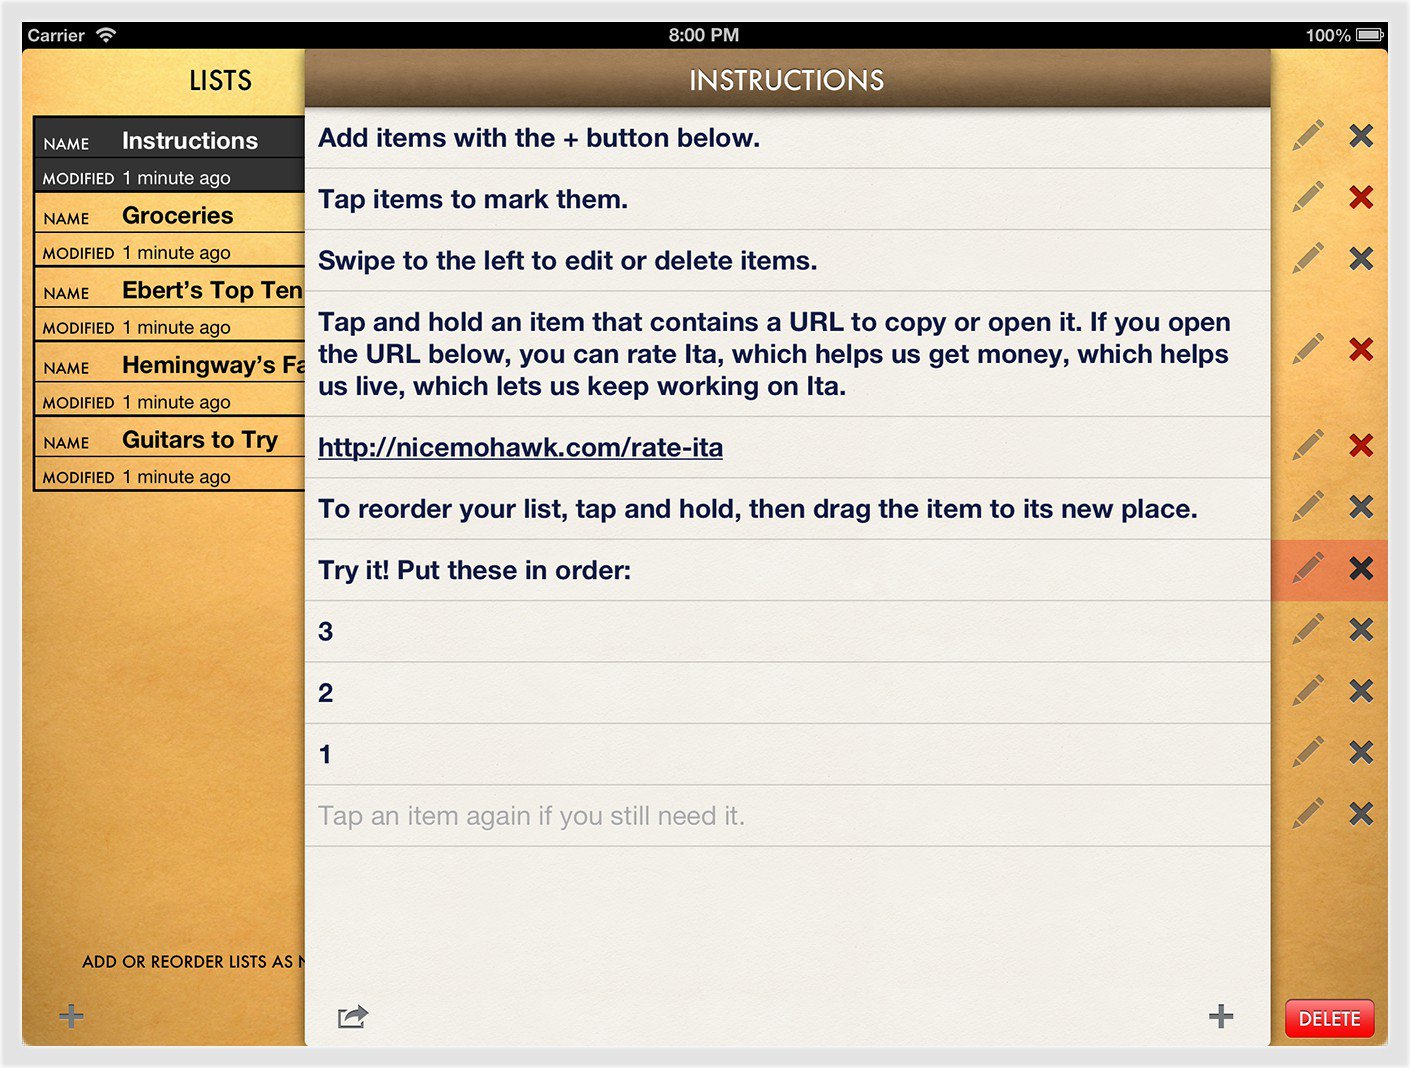 Carrier 8:00 PM 100%
LISTS
NAME Instructions
MODIFIED 1 minute ago
NAME Groceries
MODIFIED 1 minute ago
NAME Ebert's Top Ten
MODIFIED 1 minute ago
NAME Hemingway's Fa
MODIFIED 1 minute ago
NAME Guitars to Try
MODIFIED 1 minute ago
ADD OR REORDER LISTS AS N
INSTRUCTIONS
Add items with the + button below.
Tap items to mark them.
Swipe to the left to edit or delete items.
Tap and hold an item that contains a URL to copy or open it. If you open
the URL below, you can rate Ita, which helps us get money, which helps
us live, which lets us keep working on Ita.
http://nicemohawk.com/rate-ita
To reorder your list, tap and hold, then drag the item to its new place.
Try it! Put these in order:
3
2
1
Tap an item again if you still need it.
DELETE